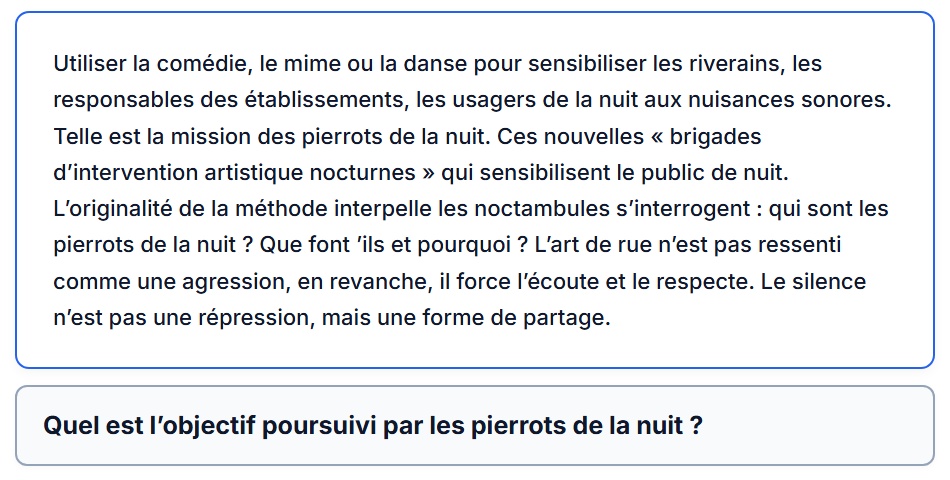 Utiliser la comédie, le mime ou la danse pour sensibiliser les riverains, les
responsables des établissements, les usagers de la nuit aux nuisances sonores.
Telle est la mission des pierrots de la nuit. Ces nouvelles « brigades
d’intervention artistique nocturnes » qui sensibilisent le public de nuit.
L’originalité de la méthode interpelle les noctambules s’interrogent : qui sont les
pierrots de la nuit ? Que font ’ils et pourquoi ? L’art de rue n’est pas ressenti
comme une agression, en revanche, il force l’écoute et le respecte. Le silence
n’est pas une répression, mais une forme de partage.
Quel est l’objectif poursuivi par les pierrots de la nuit ?